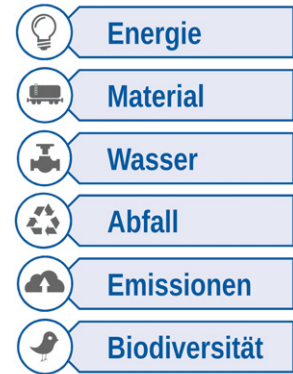 Energie
Material
Wasser
Abfall
Emissionen
Biodiversität